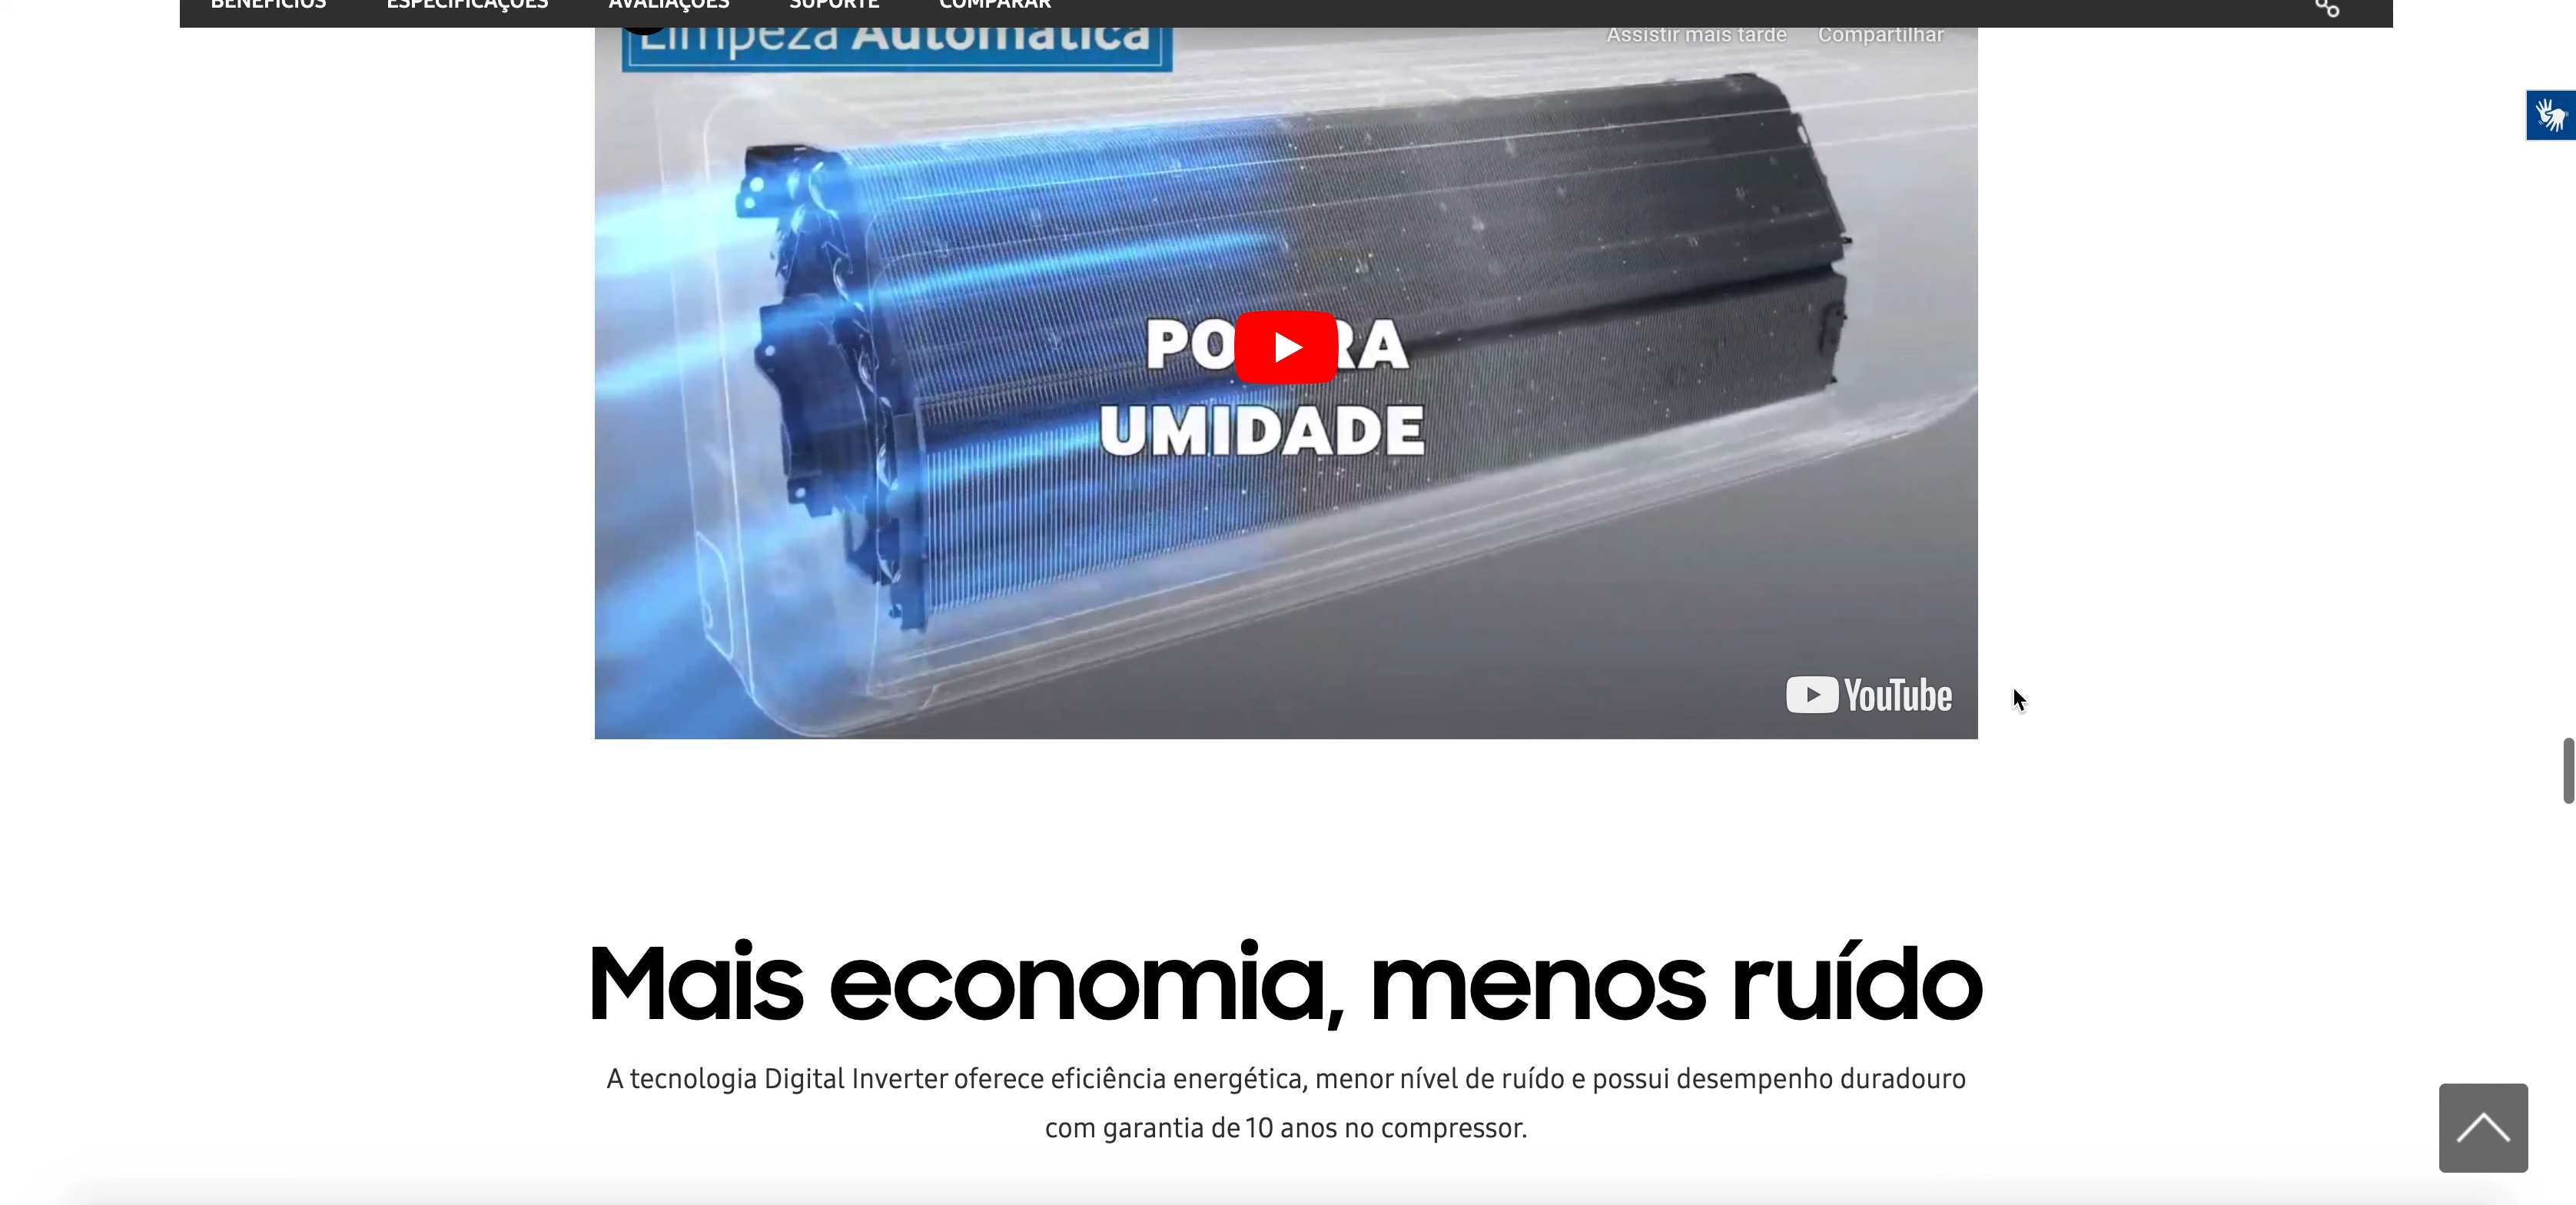 BENEFÍCIOS ESPECIFICAÇÕES AVALIAÇÕES SUPORTE COMPARAR
Limpeza Automática
Assistir mais tarde Compartilhar
UMIDADE
YouTube
Mais economia, menos ruído
A tecnologia Digital Inverter oferece eficiência energética, menor nível de ruído e possui desempenho duradouro
com garantia de 10 anos no compressor.